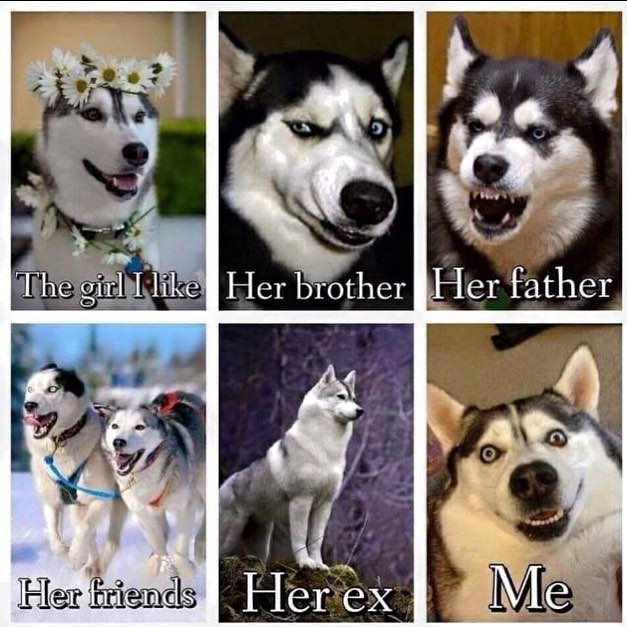 The girl I like
Her brother
Her father
Her friends
Her ex
Me